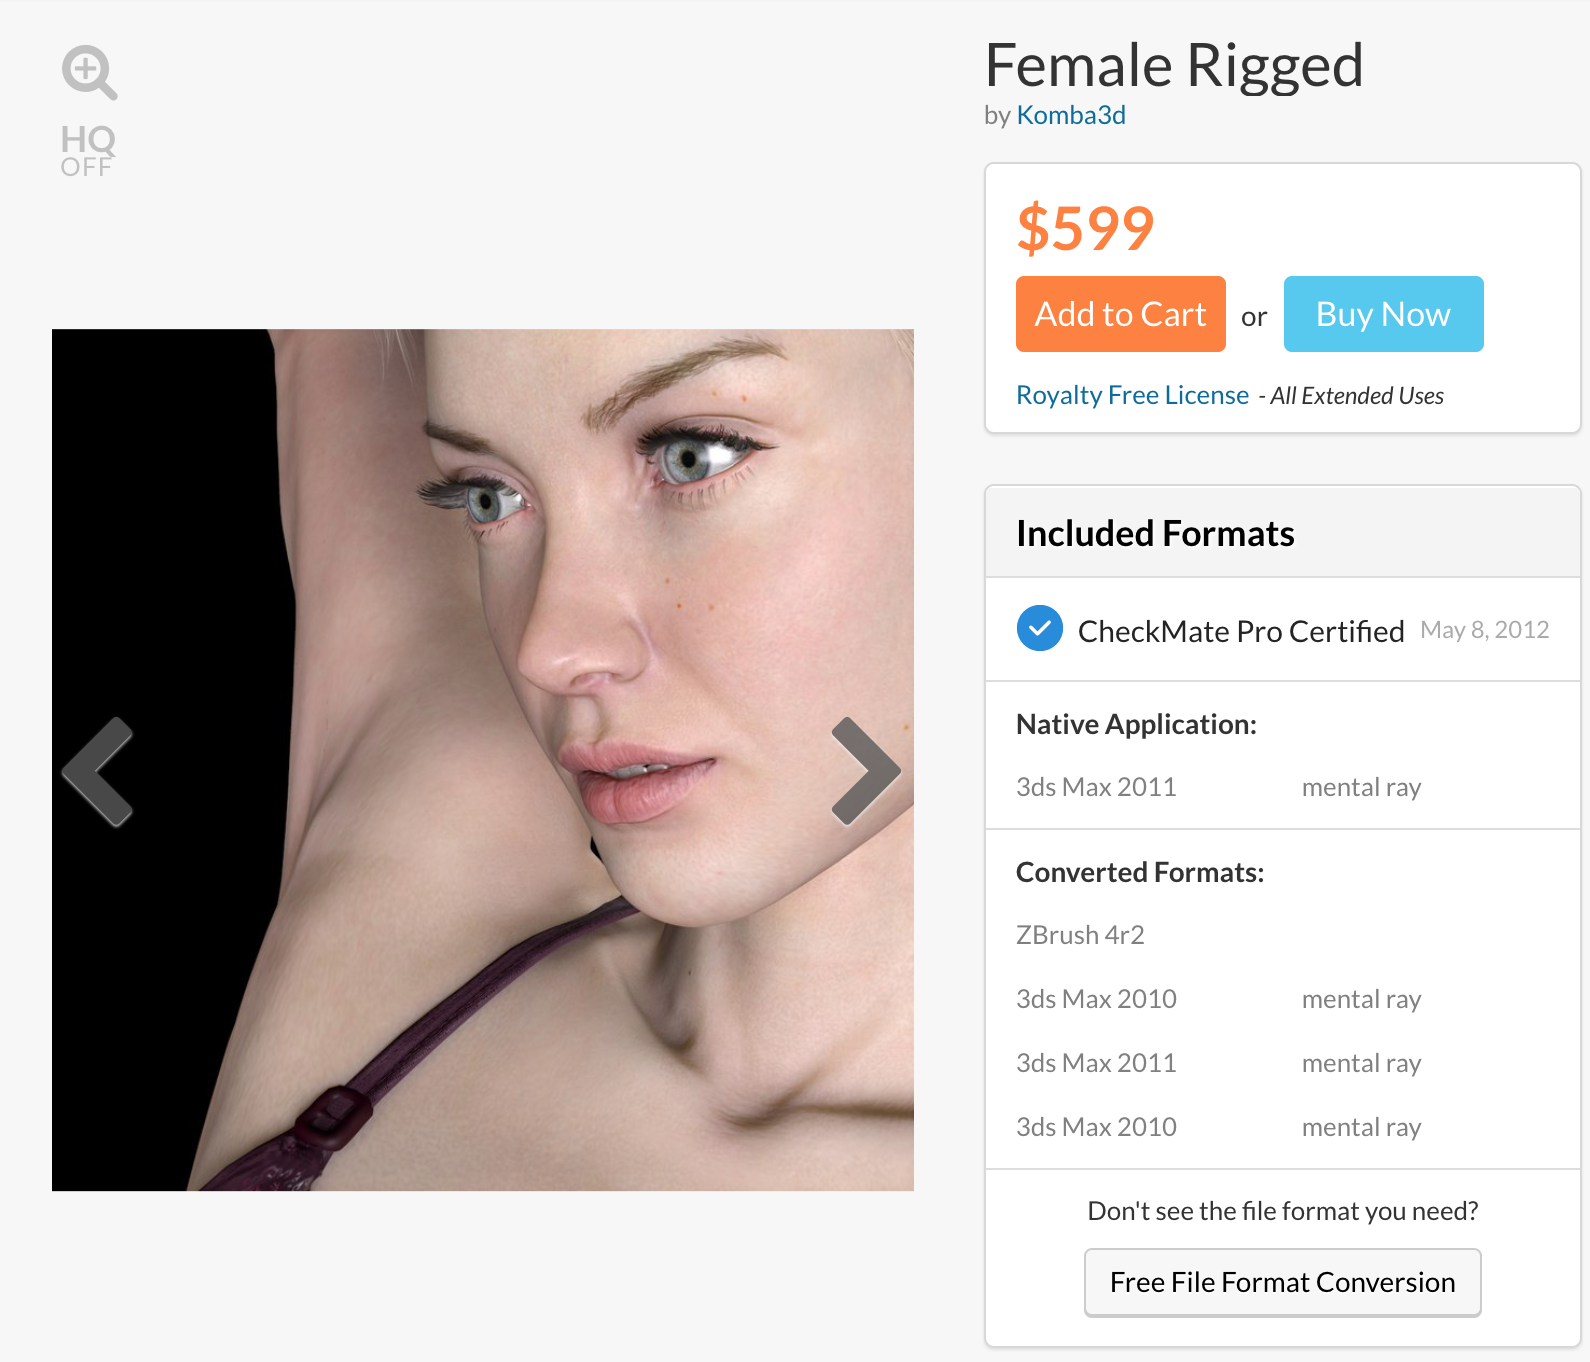 HQ
OFF
Female Rigged
by Komba3d
$599
Add to Cart or Buy Now
Royalty Free License - All Extended Uses
Included Formats
CheckMate Pro Certified May 8, 2012
Native Application:
3ds Max 2011 mental ray
Converted Formats:
ZBrush 4r2
3ds Max 2010 mental ray
3ds Max 2011 mental ray
3ds Max 2010 mental ray
Don't see the file format you need?
Free File Format Conversion